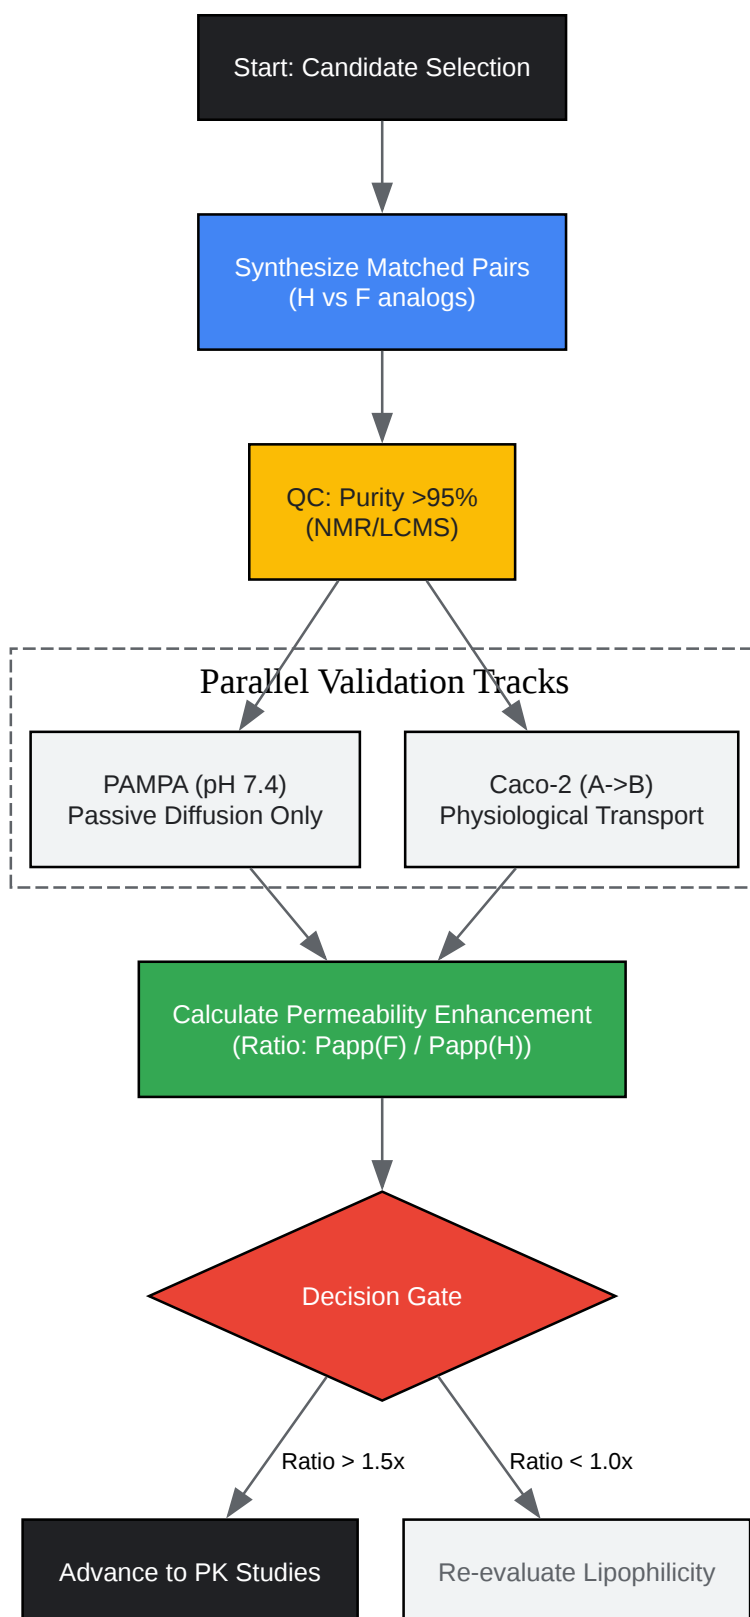 Start: Candidate Selection
Synthesize Matched Pairs
(H vs F analogs)
QC: Purity >95%
(NMR/LCMS)
Parallel Validation Tracks
PAMPA (pH 7.4)
Passive Diffusion Only
Caco-2 (A->B)
Physiological Transport
Calculate Permeability Enhancement
(Ratio: Papp(F) / Papp(H))
Decision Gate
Ratio > 1.5x
Ratio < 1.0x
Advance to PK Studies
Re-evaluate Lipophilicity